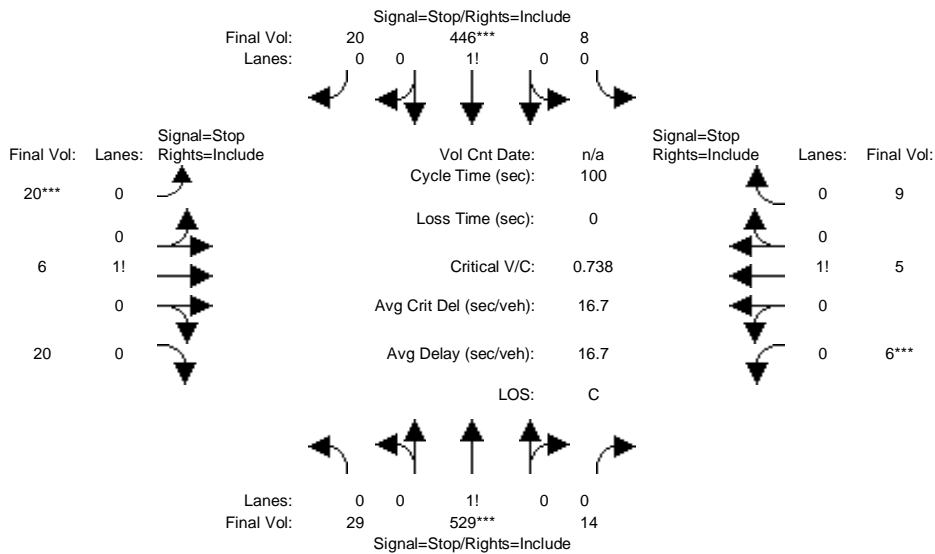 Signal=Stop/Rights=Include
Final Vol: 20 446*** 8
Lanes: 0 0 1! 0 0
Signal=Stop
Final Vol: Lanes: Rights=Include
20*** 0
0
6 1!
0
20 0
Vol Cnt Date: n/a
Cycle Time (sec): 100
Loss Time (sec): 0
Critical V/C: 0.738
Avg Crit Del (sec/veh): 16.7
Avg Delay (sec/veh): 16.7
LOS: C
Signal=Stop
Rights=Include Lanes: Final Vol:
0 9
0
1! 5
0
0 6***
Lanes: 0 0 1! 0 0
Final Vol: 29 529*** 14
Signal=Stop/Rights=Include